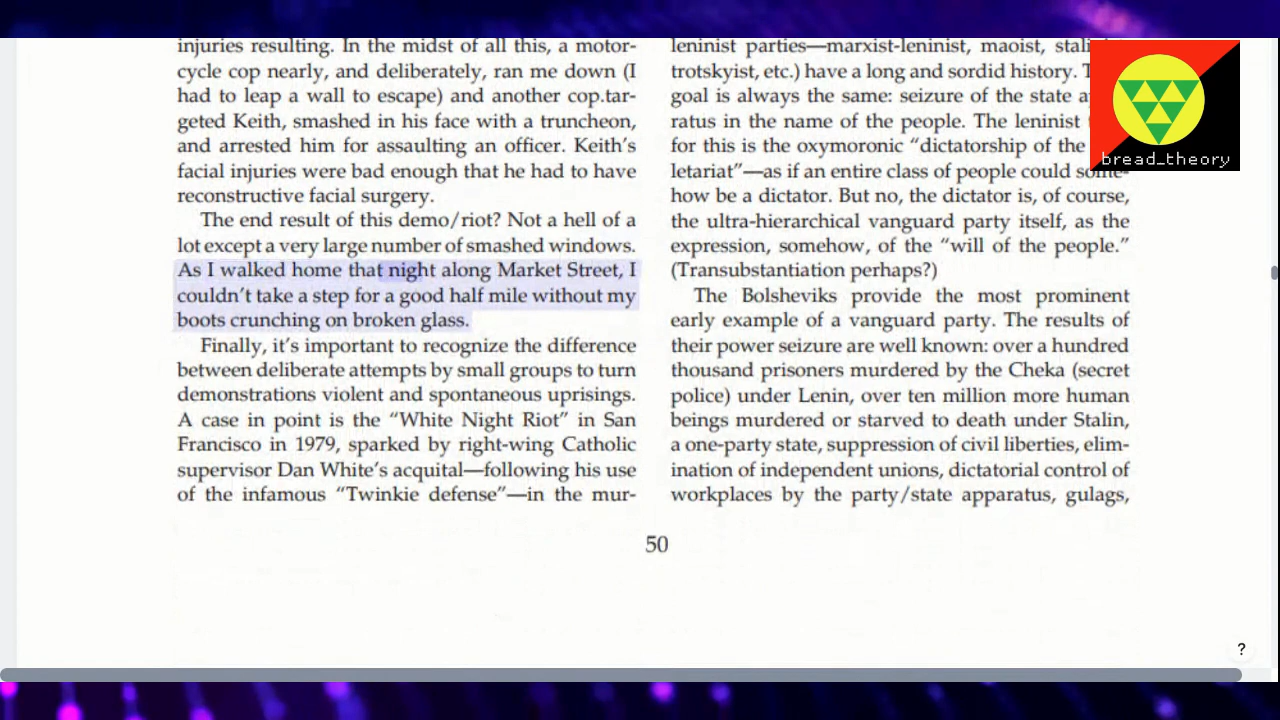 injuries resulting. In the midst of all this, a motor-
cycle cop nearly, and deliberately, ran me down (I
had to leap a wall to escape) and another cop.tar-
geted Keith, smashed in his face with a truncheon,
and arrested him for assaulting an officer. Keith’s
facial injuries were bad enough that he had to have
reconstructive facial surgery.
The end result of this demo/riot? Not a hell of a
lot except a very large number of smashed windows.
As I walked home that night along Market Street, I
couldn’t take a step for a good half mile without my
boots crunching on broken glass.
Finally, it’s important to recognize the difference
between deliberate attempts by small groups to turn
demonstrations violent and spontaneous uprisings.
A case in point is the “White Night Riot” in San
Francisco in 1979, sparked by right-wing Catholic
supervisor Dan White’s acquital—following his use
of the infamous “Twinkie defense”—in the mur-
leninist parties—marxist-leninist, maoist,
trotskyist, etc.) have a long and sordid history.
goal is always the same: seizure of the state
ratus in the name of the people. The leninist
for this is the oxymoronic “dictatorship of the
letariat”—as if an entire class of people could some-
how be a dictator. But no, the dictator is, of course,
the ultra-hierarchical vanguard party itself, as the
expression, somehow, of the “will of the people.”
(Transubstantiation perhaps?)
The Bolsheviks provide the most prominent
early example of a vanguard party. The results of
their power seizure are well known: over a hundred
thousand prisoners murdered by the Cheka (secret
police) under Lenin, over ten million more human
beings murdered or starved to death under Stalin,
a one-party state, suppression of civil liberties, elim-
ination of independent unions, dictatorial control of
workplaces by the party/state apparatus, gulags,
50
bread_theory
?